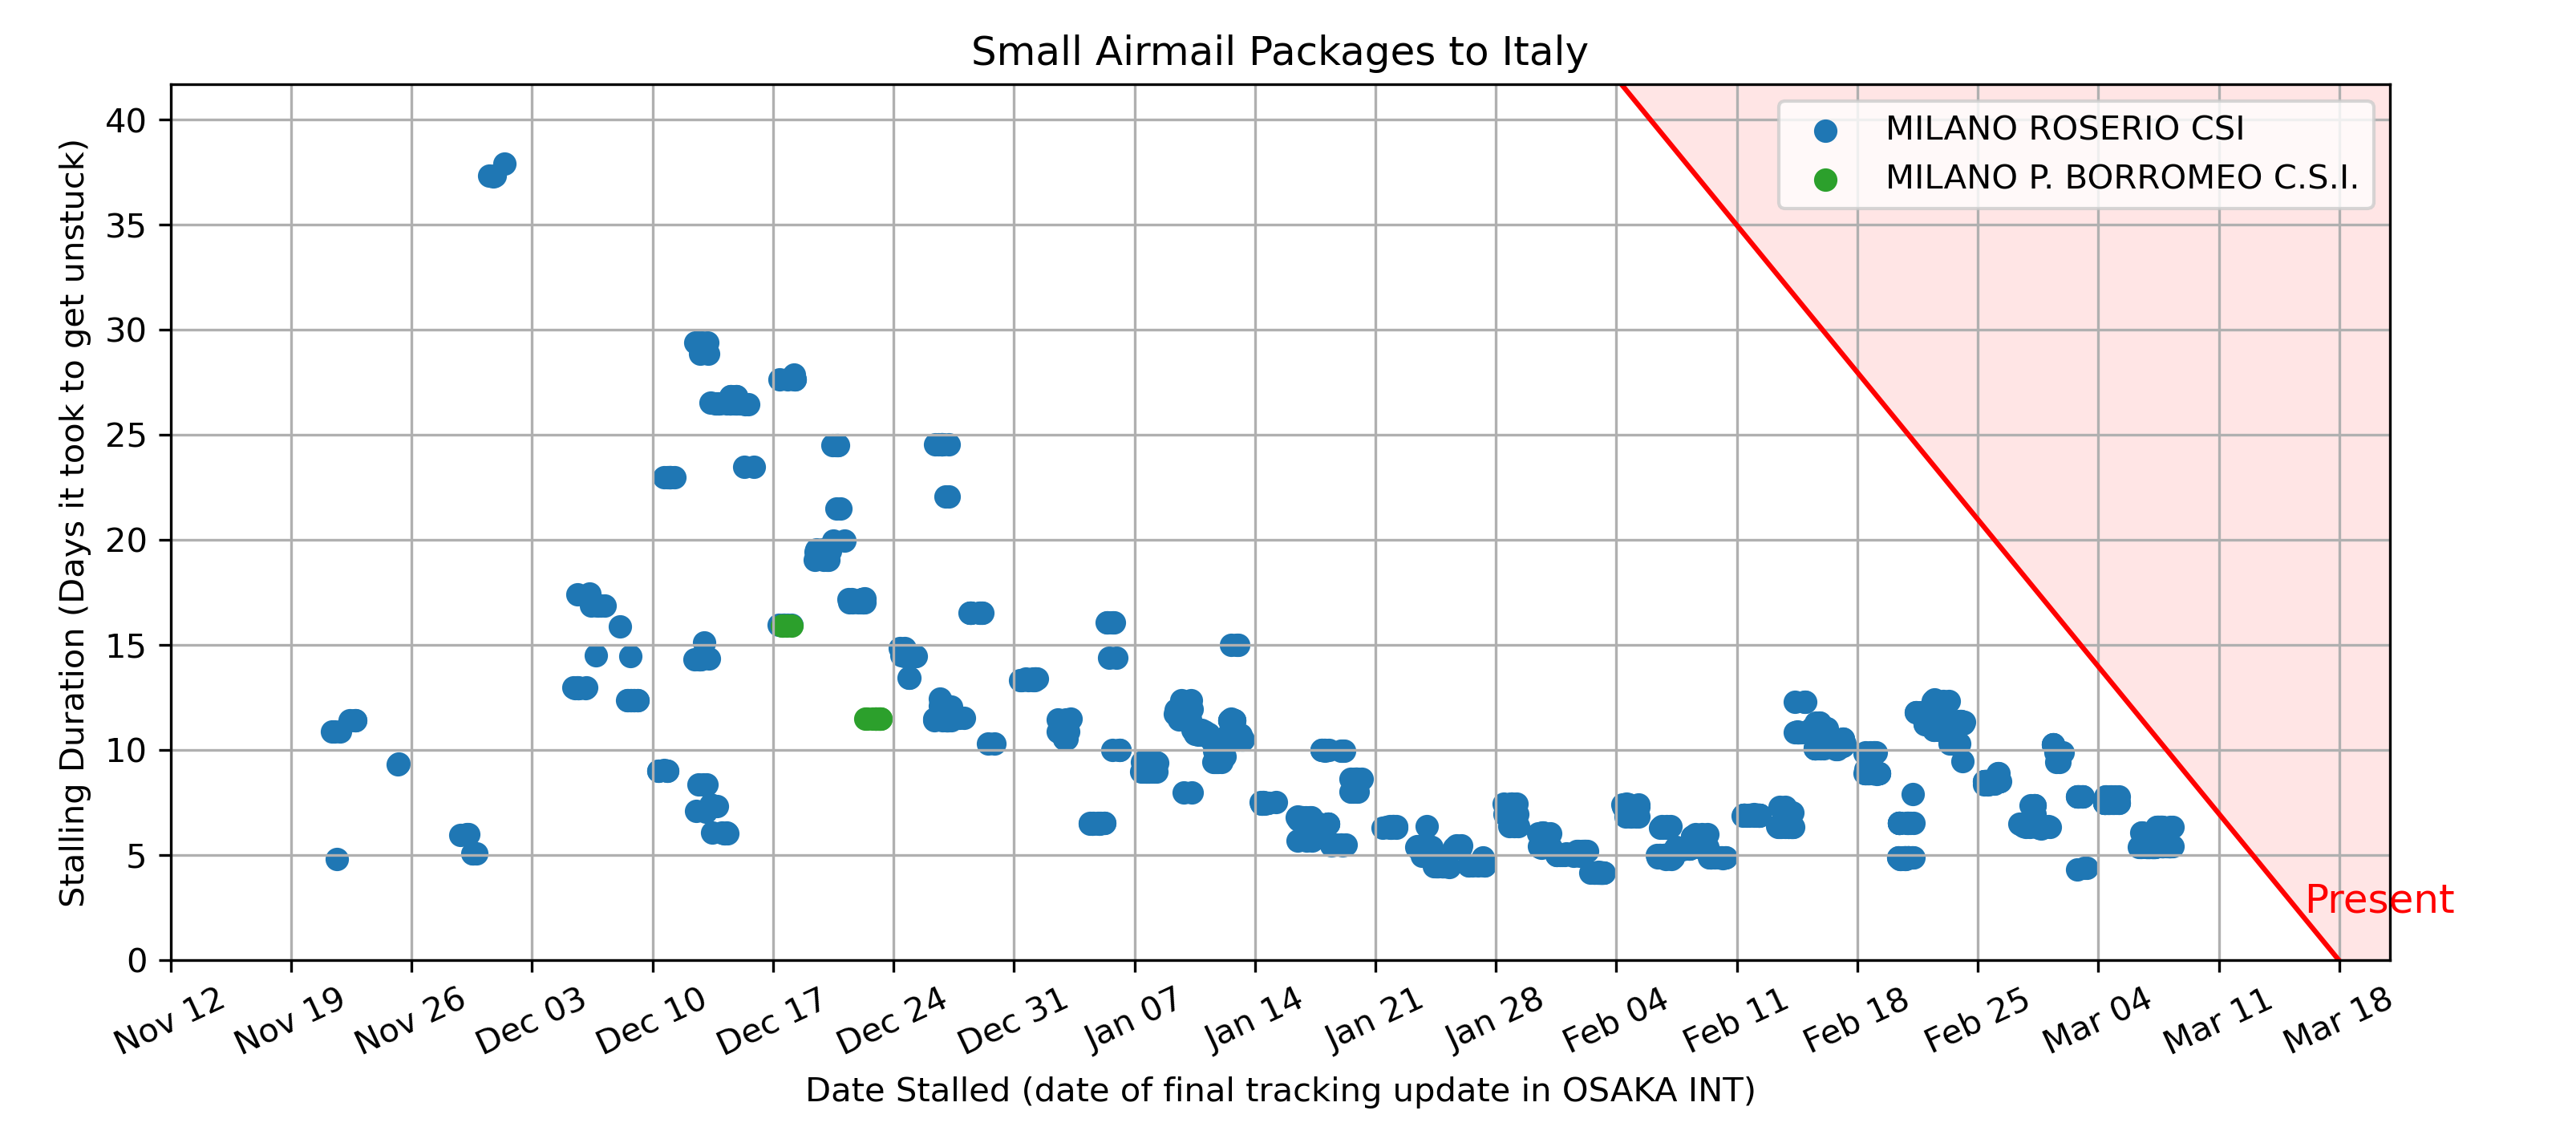 Small Airmail Packages to Italy
MILANO ROSERIO CSI
MILANO P. BORROMEO C.S.I.
Stalling Duration (Days it took to get unstuck)
40
35
30
25
20
15
10
5
0
Present
Nov 12
Nov 19
Nov 26
Dec 03
Dec 10
Dec 17
Dec 24
Dec 31
Jan 07
Jan 14
Jan 21
Jan 28
Feb 04
Feb 11
Feb 18
Feb 25
Mar 04
Mar 11
Mar 18
Date Stalled (date of final tracking update in OSAKA INT)